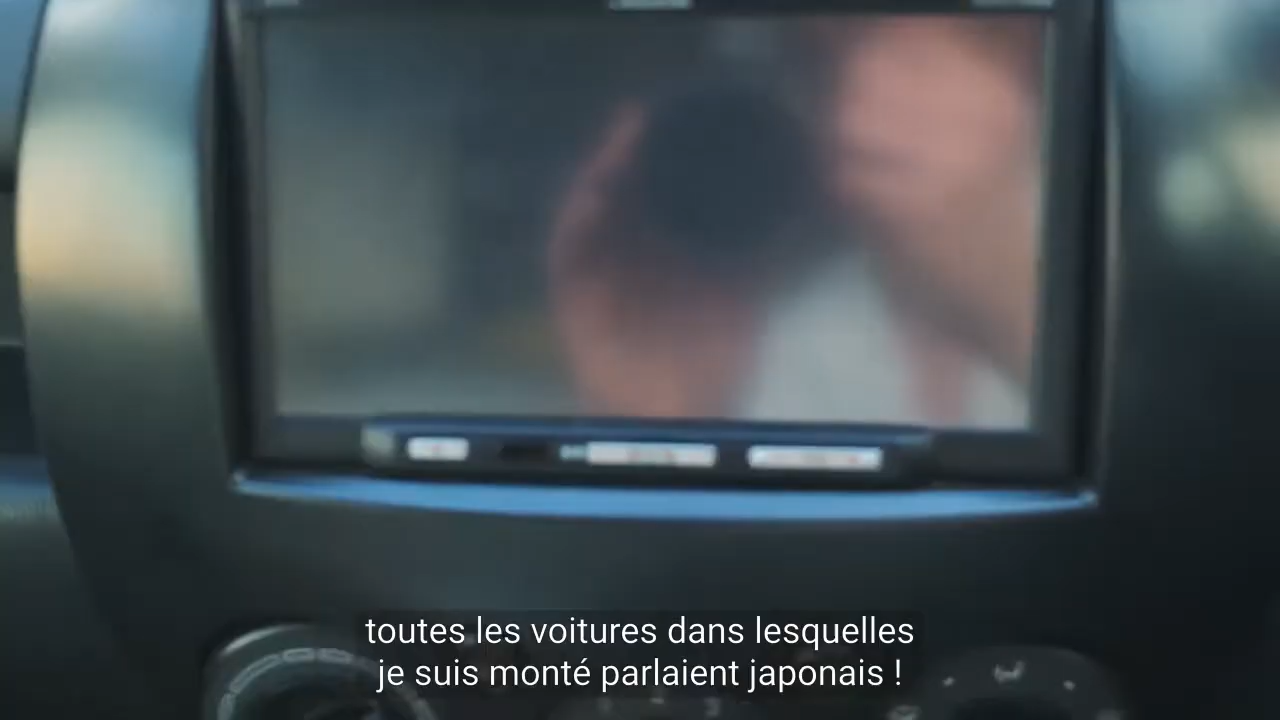 toutes les voitures dans lesquelles
je suis monté parlaient japonais !